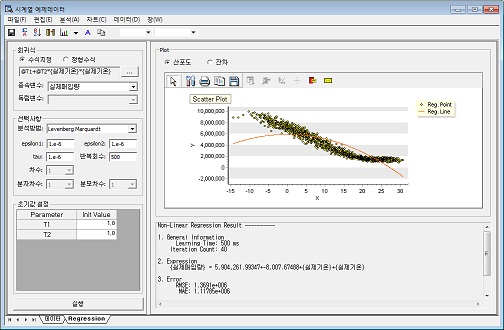 시계열 예제데이터
파일(F) 편집(E) 분석(A) 차트(C) 데이터(D) 창(W)
회귀식
수식지정 정형수식
@T1+@T2*{실제기온}*{실제기온} ...
종속변수: 실제매입량
독립변수:
선택사항
분석방법: Levenberg Marquardt
epsilon1: 1.e-6 epsilon2: 1.e-6
tau: 1.e-6 반복회수: 500
차수: 1
분자차수: 1 분모차수: 1
초기값 설정
Parameter Init Value
T1 1.0
T2 1.0
실행
데이터 Regression
Plot
산포도 잔차
Scatter Plot
Reg. Point
Reg. Line
10,000,000
8,000,000
6,000,000
4,000,000
2,000,000
0
-2,000,000
Y
-15 -10 -5 0 5 10 15 20 25 30
X
Non-Linear Regression Result ----------
1. General Information
Learning Time: 500 ms
Iteration Count: 40
2. Expression
{실제매입량} = 5,904,261.99347+-8,007.67488*{실제기온}*{실제기온}
3. Error
RMSE: 1.3691e+006
MAE: 1.11785e+006